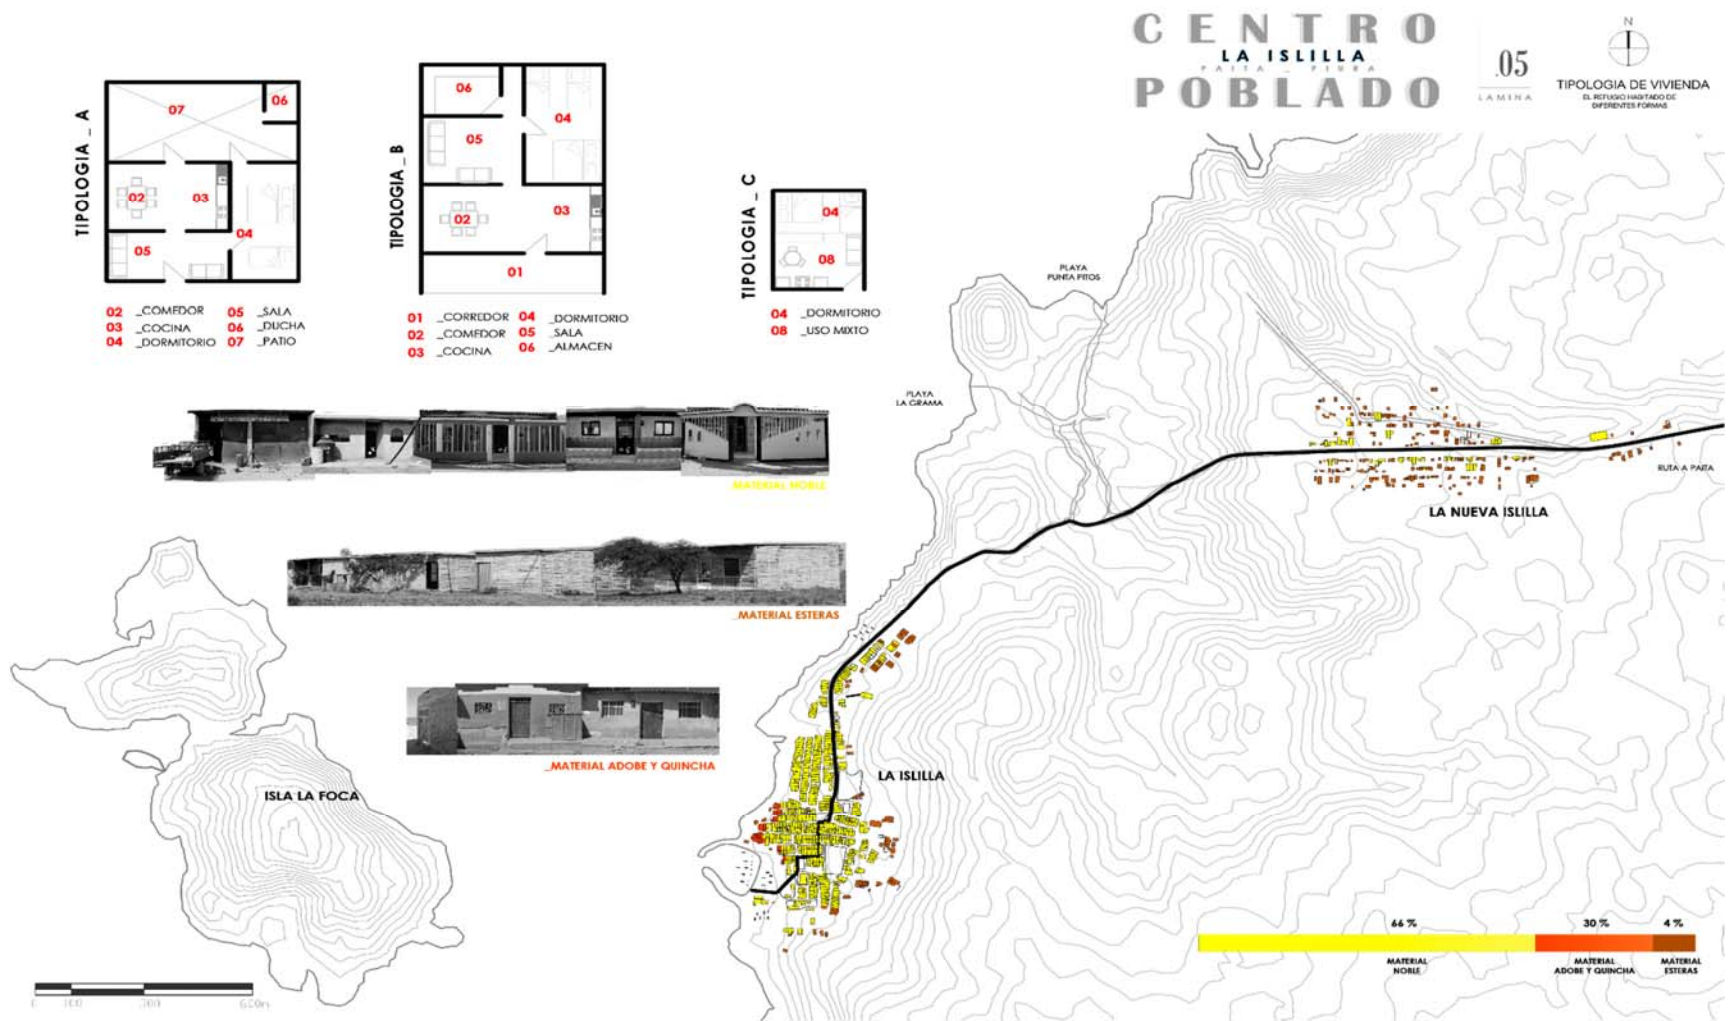 CENTRO
LA ISLILLA
PAITA _ PIURA
POBLADO
.05
LAMINA
N
TIPOLOGIA DE VIVIENDA
EL REFUGIO HABITADO DE
DIFERENTES FORMAS
TIPOLOGIA _ A
07
06
02
03
04
05
02 _COMEDOR
03 _COCINA
04 _DORMITORIO
05 _SALA
06 _DUCHA
07 _PATIO
TIPOLOGIA _ B
06
04
05
02
03
01
01 _CORREDOR
02 _COMEDOR
03 _COCINA
04 _DORMITORIO
05 _SALA
06 _ALMACEN
TIPOLOGIA _ C
04
08
04 _DORMITORIO
08 _USO MIXTO
PLAYA
PUNTA PITOS
PLAYA
LA GRAMA
RUTA A PAITA
LA NUEVA ISLILLA
_MATERIAL NOBLE
_MATERIAL ESTERAS
_MATERIAL ADOBE Y QUINCHA
ISLA LA FOCA
LA ISLILLA
66 %
30 %
4 %
MATERIAL
NOBLE
MATERIAL
ADOBE Y QUINCHA
MATERIAL
ESTERAS
0